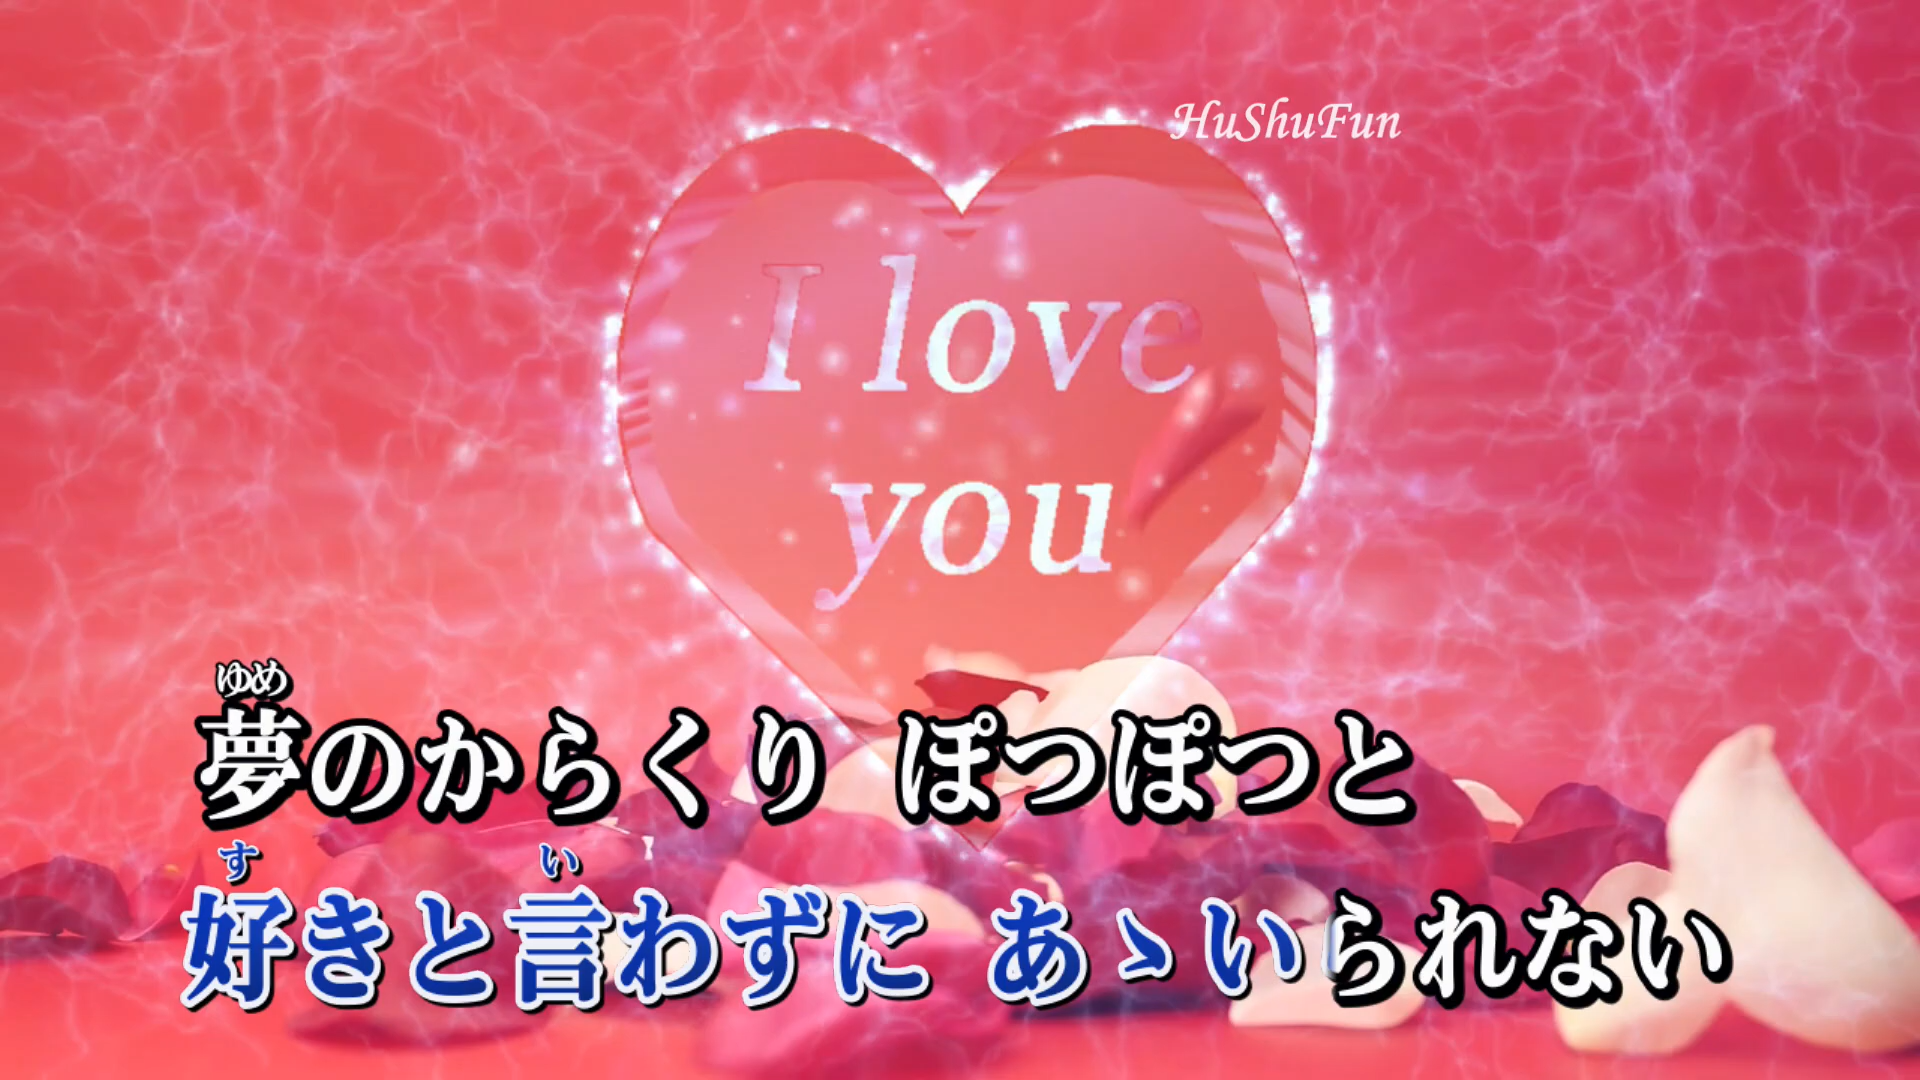 HuShuFun
I love
you
ゆめ
夢のからくり ぽつぽつと
す い
好きと言わずに あゝいられない